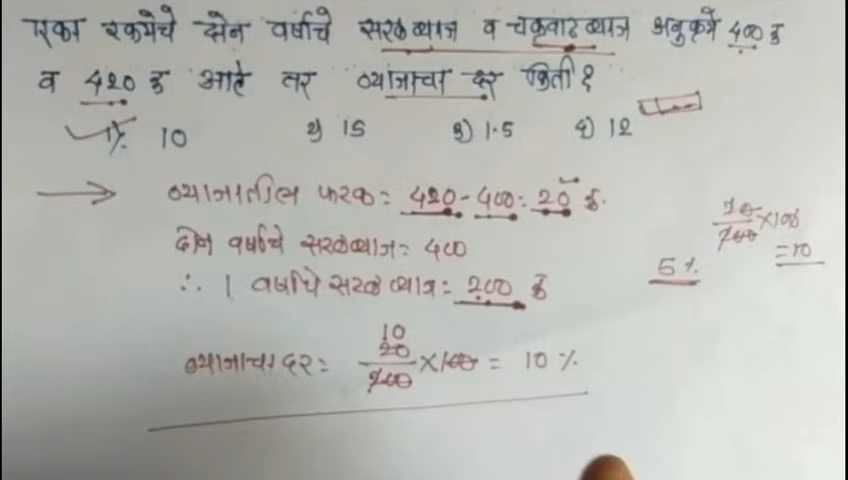 एका रकमेचे दोन वर्षाचे सरळव्याज व चक्रवाढव्याज अनुक्रमे 400 रु
व 420 रु आहे तर व्याजाचा दर किती?
1) 10 2) 15 3) 1.5 4) 12
→ व्याजातील फरक = 420 - 400 = 20 रु.
दोन वर्षाचे सरळव्याज = 400
∴ 1 वर्षाचे सरळव्याज = 200 रु
5 %
× 100
= 10
व्याजाचा दर = 10 20 / 200 × 100 = 10 %